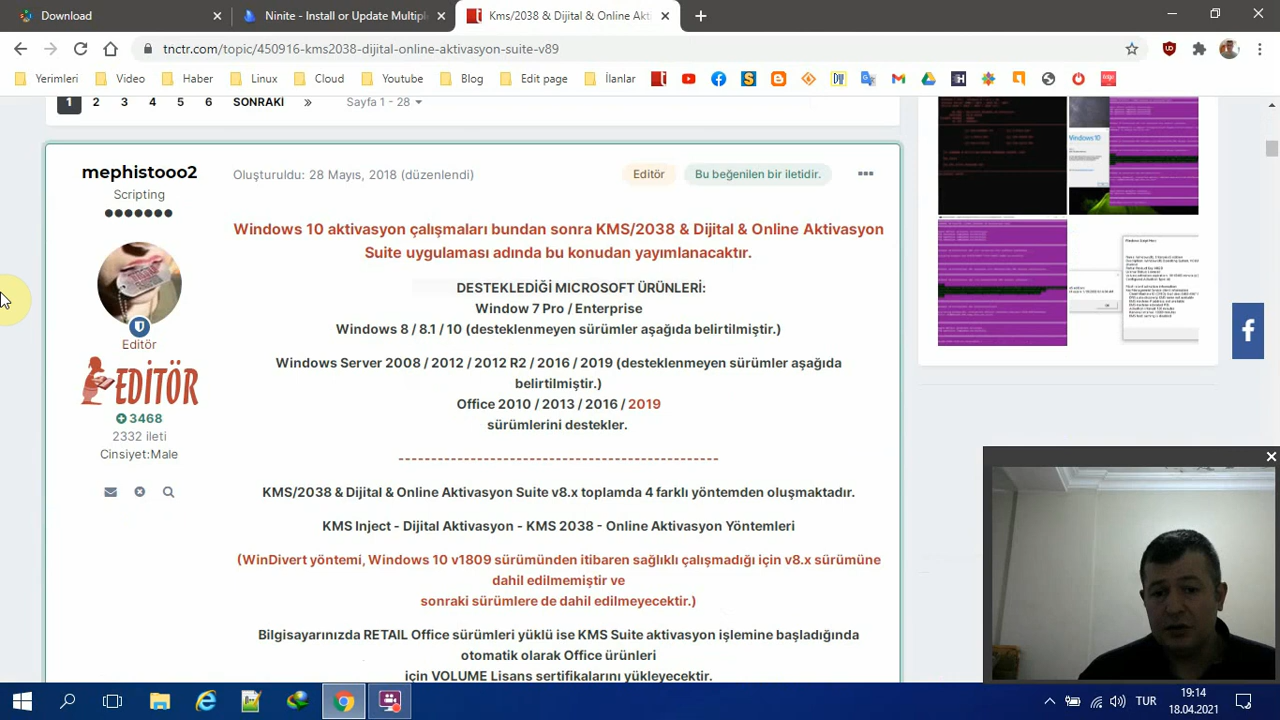 Download
Ninite - Install or Update Multipl
Kms/2038 & Dijital & Online Akt
tnctr.com/topic/450916-kms2038-dijital-online-aktivasyon-suite-v89
Yerimleri
Video
Haber
Linux
Cloud
Youtube
Blog
Edit page
İlanlar
1 2 3 4 5 6 SONRAKİ » Sayfa 1 - 28
mephistooo2
Scripting
Editör
EDİTÖR
3468
2332 ileti
Cinsiyet:Male
Oluşturuldu: 28 Mayıs, 2018 (düzenlendi)
Editör
Bu beğenilen bir iletidir.
Windows 10 aktivasyon çalışmaları bundan sonra KMS/2038 & Dijital & Online Aktivasyon
Suite uygulaması adındaki konudan yayımlanacaktır.
DESTEKLEDİĞİ MICROSOFT ÜRÜNLERİ:
Window 7 Pro / Enterprise
Windows 8 / 8.1 / 10 (desteklenmeyen sürümler aşağıda belirtilmiştir.)
Windows Server 2008 / 2012 / 2012 R2 / 2016 / 2019 (desteklenmeyen sürümler aşağıda
belirtilmiştir.)
Office 2010 / 2013 / 2016 / 2019
sürümlerini destekler.
KMS/2038 & Dijital & Online Aktivasyon Suite v8.x toplamda 4 farklı yöntemden oluşmaktadır.
KMS Inject - Dijital Aktivasyon - KMS 2038 - Online Aktivasyon Yöntemleri
(WinDivert yöntemi, Windows 10 v1809 sürümünden itibaren sağlıklı çalışmadığı için v8.x sürümüne
dahil edilmemiştir ve
sonraki sürümlere de dahil edilmeyecektir.)
Bilgisayarınızda RETAIL Office sürümleri yüklü ise KMS Suite aktivasyon işlemine başladığında
otomatik olarak Office ürünleri
için VOLUME Lisans sertifikalarını yükleyecektir.
Windows 10
TUR
19:14
18.04.2021